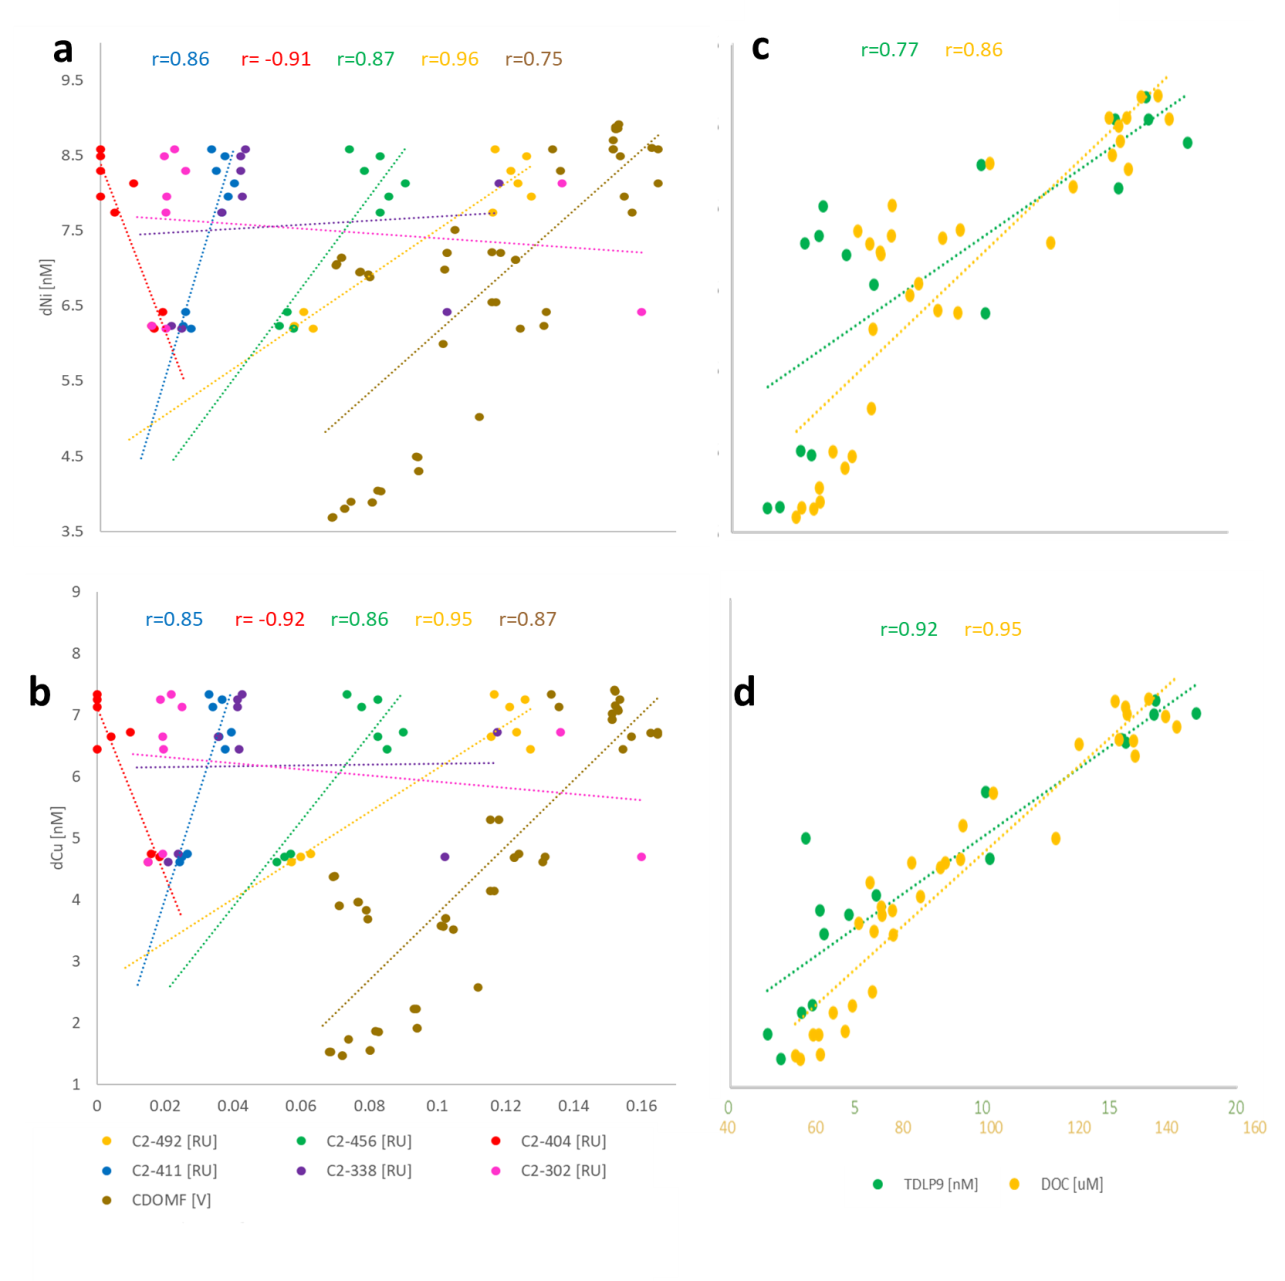 a
r=0.86 r= -0.91 r=0.87 r=0.96 r=0.75
9.5
8.5
7.5
6.5
5.5
4.5
3.5
dNi [nM]
c
r=0.77 r=0.86
b
r=0.85 r= -0.92 r=0.86 r=0.95 r=0.87
9
8
7
6
5
4
3
2
1
dCu [nM]
0 0.02 0.04 0.06 0.08 0.1 0.12 0.14 0.16
C2-492 [RU] C2-456 [RU] C2-404 [RU]
C2-411 [RU] C2-338 [RU] C2-302 [RU]
CDOMF [V]
d
r=0.92 r=0.95
0 5 10 15 20
40 60 80 100 120 140 160
TDLP9 [nM] DOC [uM]